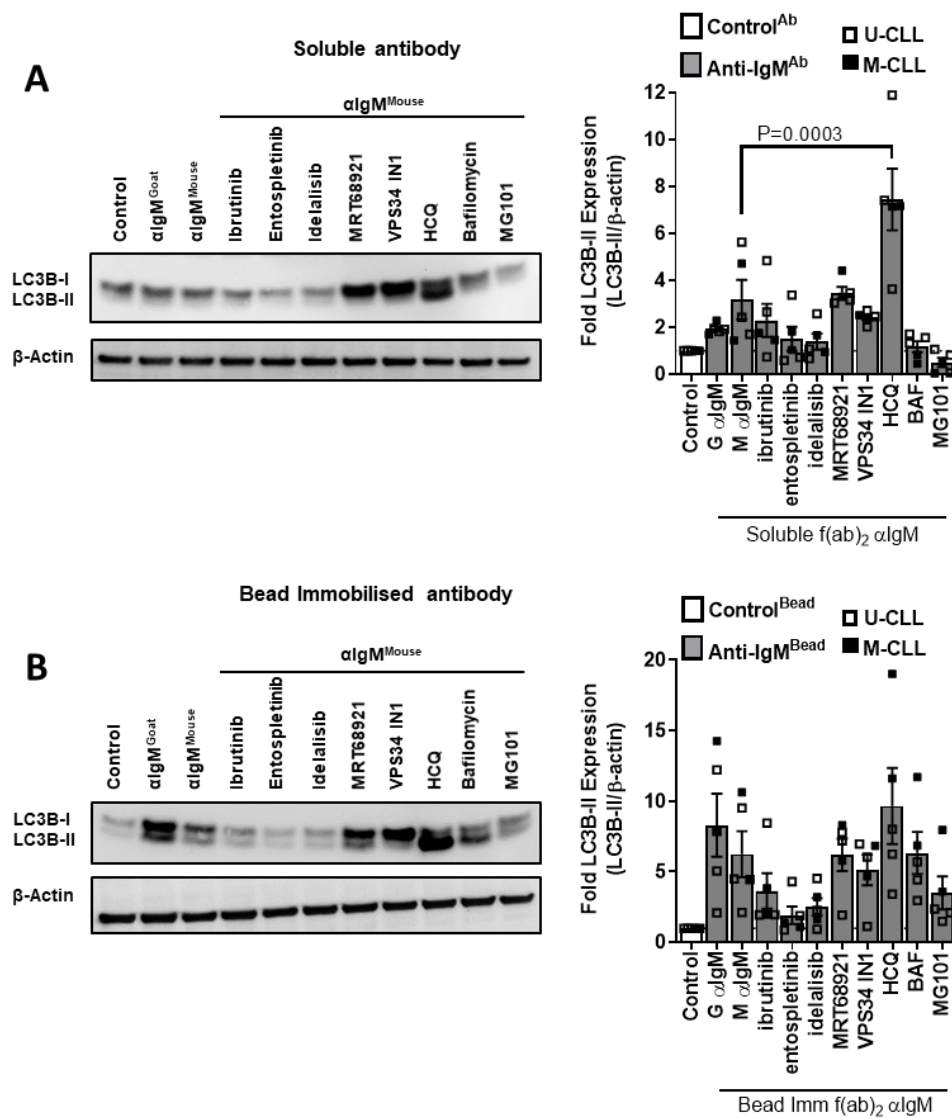 A
Soluble antibody
αIgM^Mouse
Control
αIgM^Goat
αIgM^Mouse
Ibrutinib
Entospletinib
Idelalisib
MRT68921
VPS34 IN1
HCQ
Bafilomycin
MG101
LC3B-I
LC3B-II
β-Actin
Control^Ab
Anti-IgM^Ab
U-CLL
M-CLL
Fold LC3B-II Expression
(LC3B-II/β-actin)
12
10
8
6
4
2
0
P=0.0003
Control
G αIgM
M αIgM
ibrutinib
entospletinib
idelalisib
MRT68921
VPS34 IN1
HCQ
BAF
MG101
Soluble f(ab)₂ αIgM
B
Bead Immobilised antibody
αIgM^Mouse
Control
αIgM^Goat
αIgM^Mouse
Ibrutinib
Entospletinib
Idelalisib
MRT68921
VPS34 IN1
HCQ
Bafilomycin
MG101
LC3B-I
LC3B-II
β-Actin
Control^Bead
Anti-IgM^Bead
U-CLL
M-CLL
Fold LC3B-II Expression
(LC3B-II/β-actin)
20
15
10
5
0
Control
G αIgM
M αIgM
ibrutinib
entospletinib
idelalisib
MRT68921
VPS34 IN1
HCQ
BAF
MG101
Bead Imm f(ab)₂ αIgM